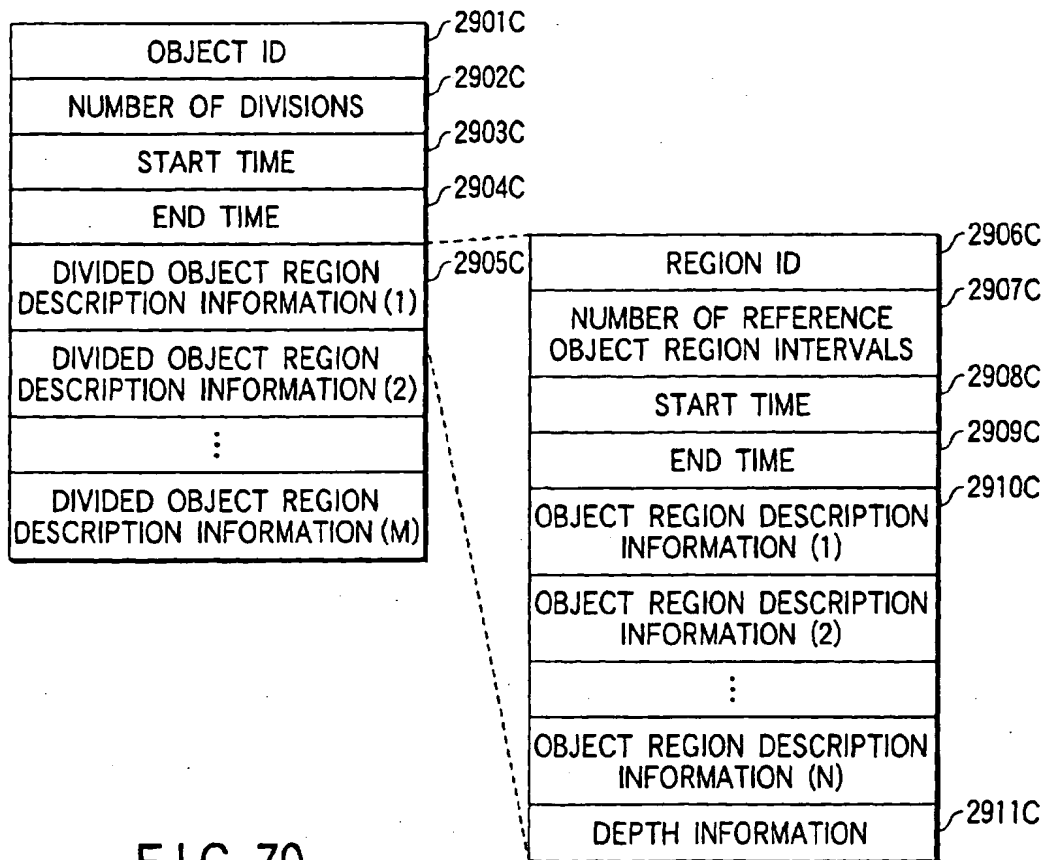 OBJECT ID
2901C
NUMBER OF DIVISIONS
2902C
START TIME
2903C
END TIME
2904C
DIVIDED OBJECT REGION
DESCRIPTION INFORMATION (1)
2905C
DIVIDED OBJECT REGION
DESCRIPTION INFORMATION (2)
⋮
DIVIDED OBJECT REGION
DESCRIPTION INFORMATION (M)
REGION ID
2906C
NUMBER OF REFERENCE
OBJECT REGION INTERVALS
2907C
START TIME
2908C
END TIME
2909C
OBJECT REGION DESCRIPTION
INFORMATION (1)
2910C
OBJECT REGION DESCRIPTION
INFORMATION (2)
⋮
OBJECT REGION DESCRIPTION
INFORMATION (N)
DEPTH INFORMATION
2911C